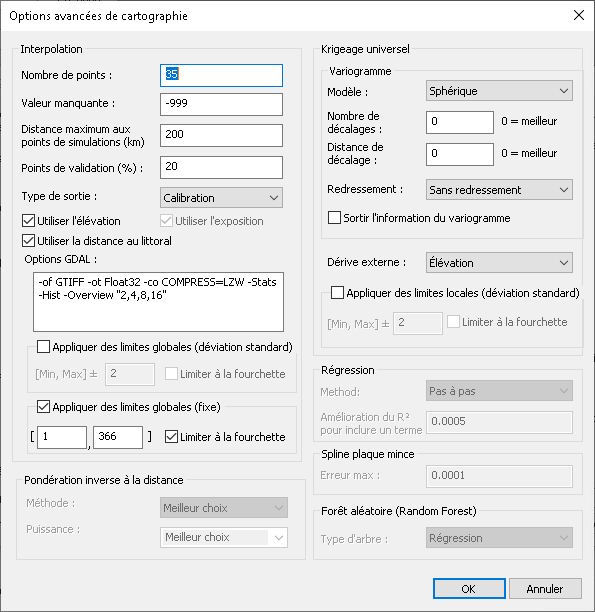 Options avancées de cartographie
Interpolation
Nombre de points :
35
Valeur manquante :
-999
Distance maximum aux
points de simulations (km)
200
Points de validation (%) :
20
Type de sortie :
Calibration
Utiliser l'élévation
Utiliser l'exposition
Utiliser la distance au littoral
Options GDAL :
-of GTIFF -ot Float32 -co COMPRESS=LZW -Stats
-Hist -Overview "2,4,8,16"
Appliquer des limites globales (déviation standard)
[Min, Max] ±
2
Limiter à la fourchette
Appliquer des limites globales (fixe)
[ 1 , 366 ]
Limiter à la fourchette
Pondération inverse à la distance
Méthode :
Meilleur choix
Puissance :
Meilleur choix
Krigeage universel
Variogramme
Modèle :
Sphérique
Nombre de
décalages :
0
0 = meilleur
Distance de
décalage :
0
0 = meilleur
Redressement :
Sans redressement
Sortir l'information du variogramme
Dérive externe :
Élévation
Appliquer des limites locales (déviation standard)
[Min, Max] ±
2
Limiter à la fourchette
Régression
Method:
Pas à pas
Amélioration du R²
pour inclure un terme
0.0005
Spline plaque mince
Erreur max :
0.0001
Forêt aléatoire (Random Forest)
Type d'arbre :
Régression
OK
Annuler